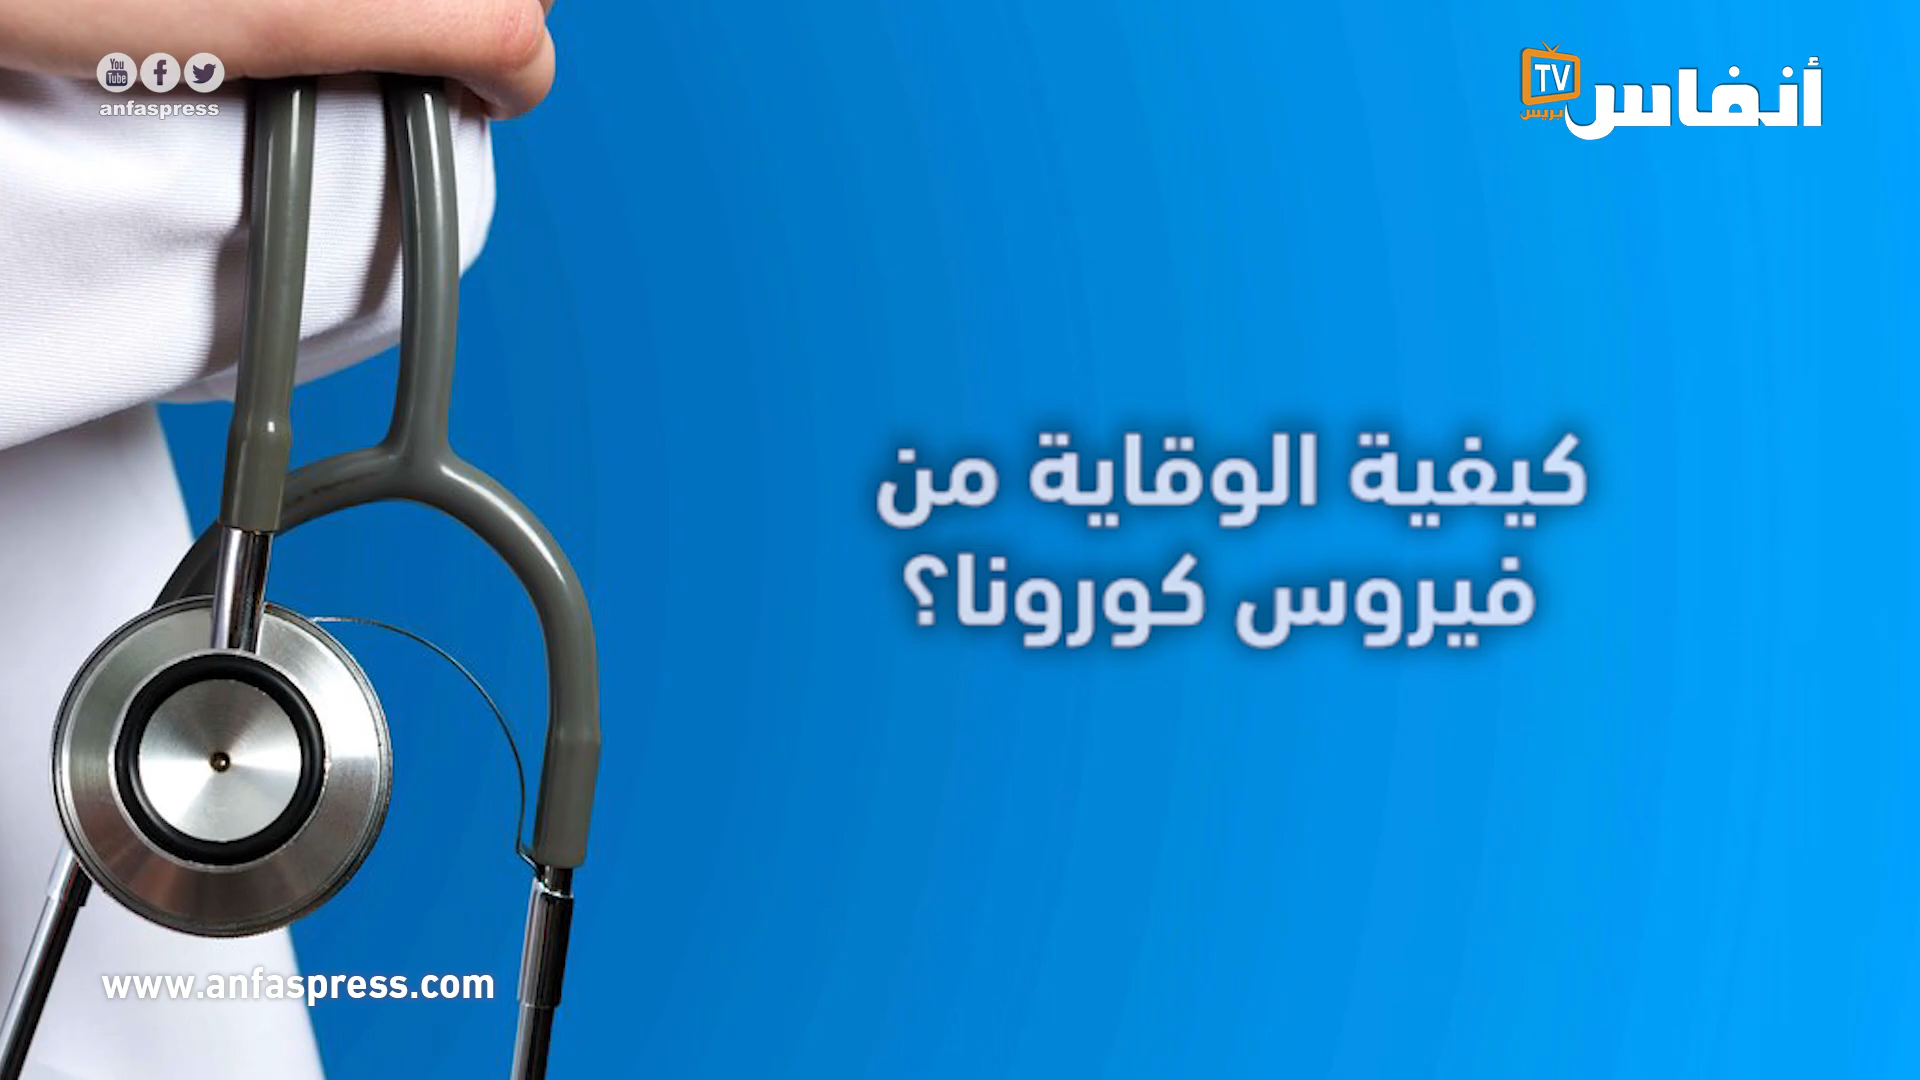 You
Tube
anfaspress
أنفاس
TV
بريس
كيفية الوقاية من
فيروس كورونا؟
www.anfaspress.com